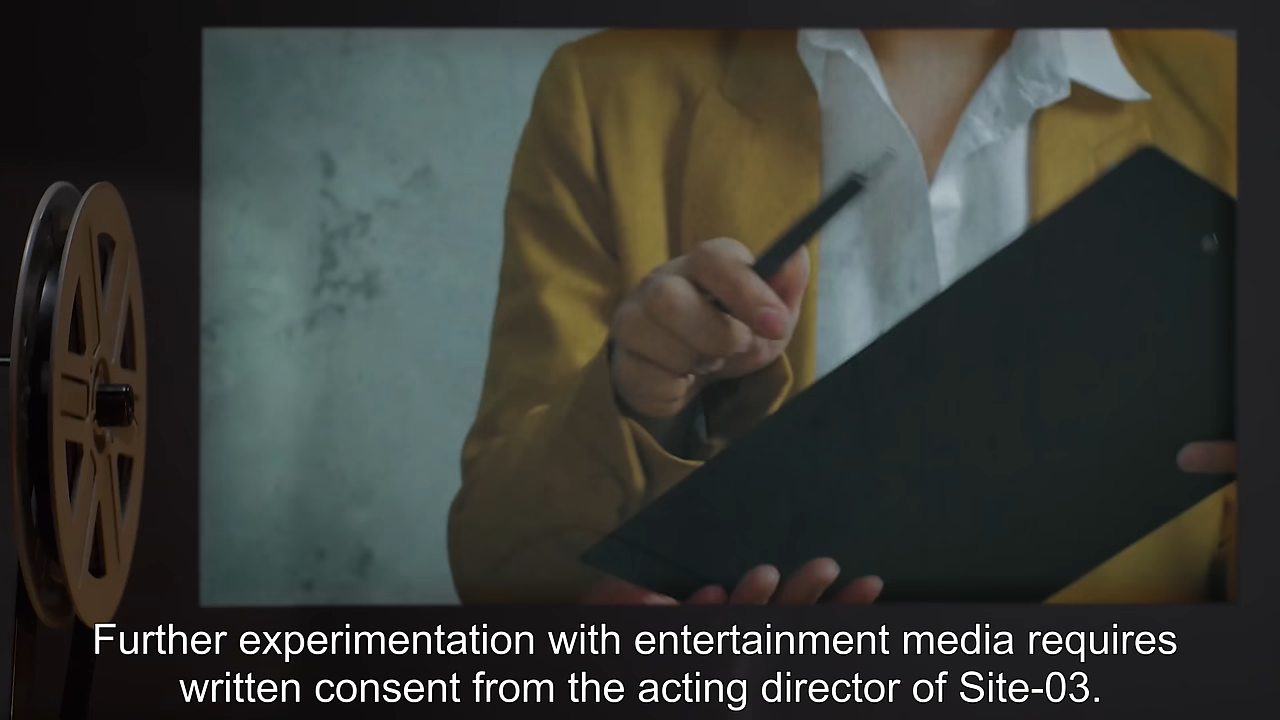 Further experimentation with entertainment media requires
written consent from the acting director of Site-03.